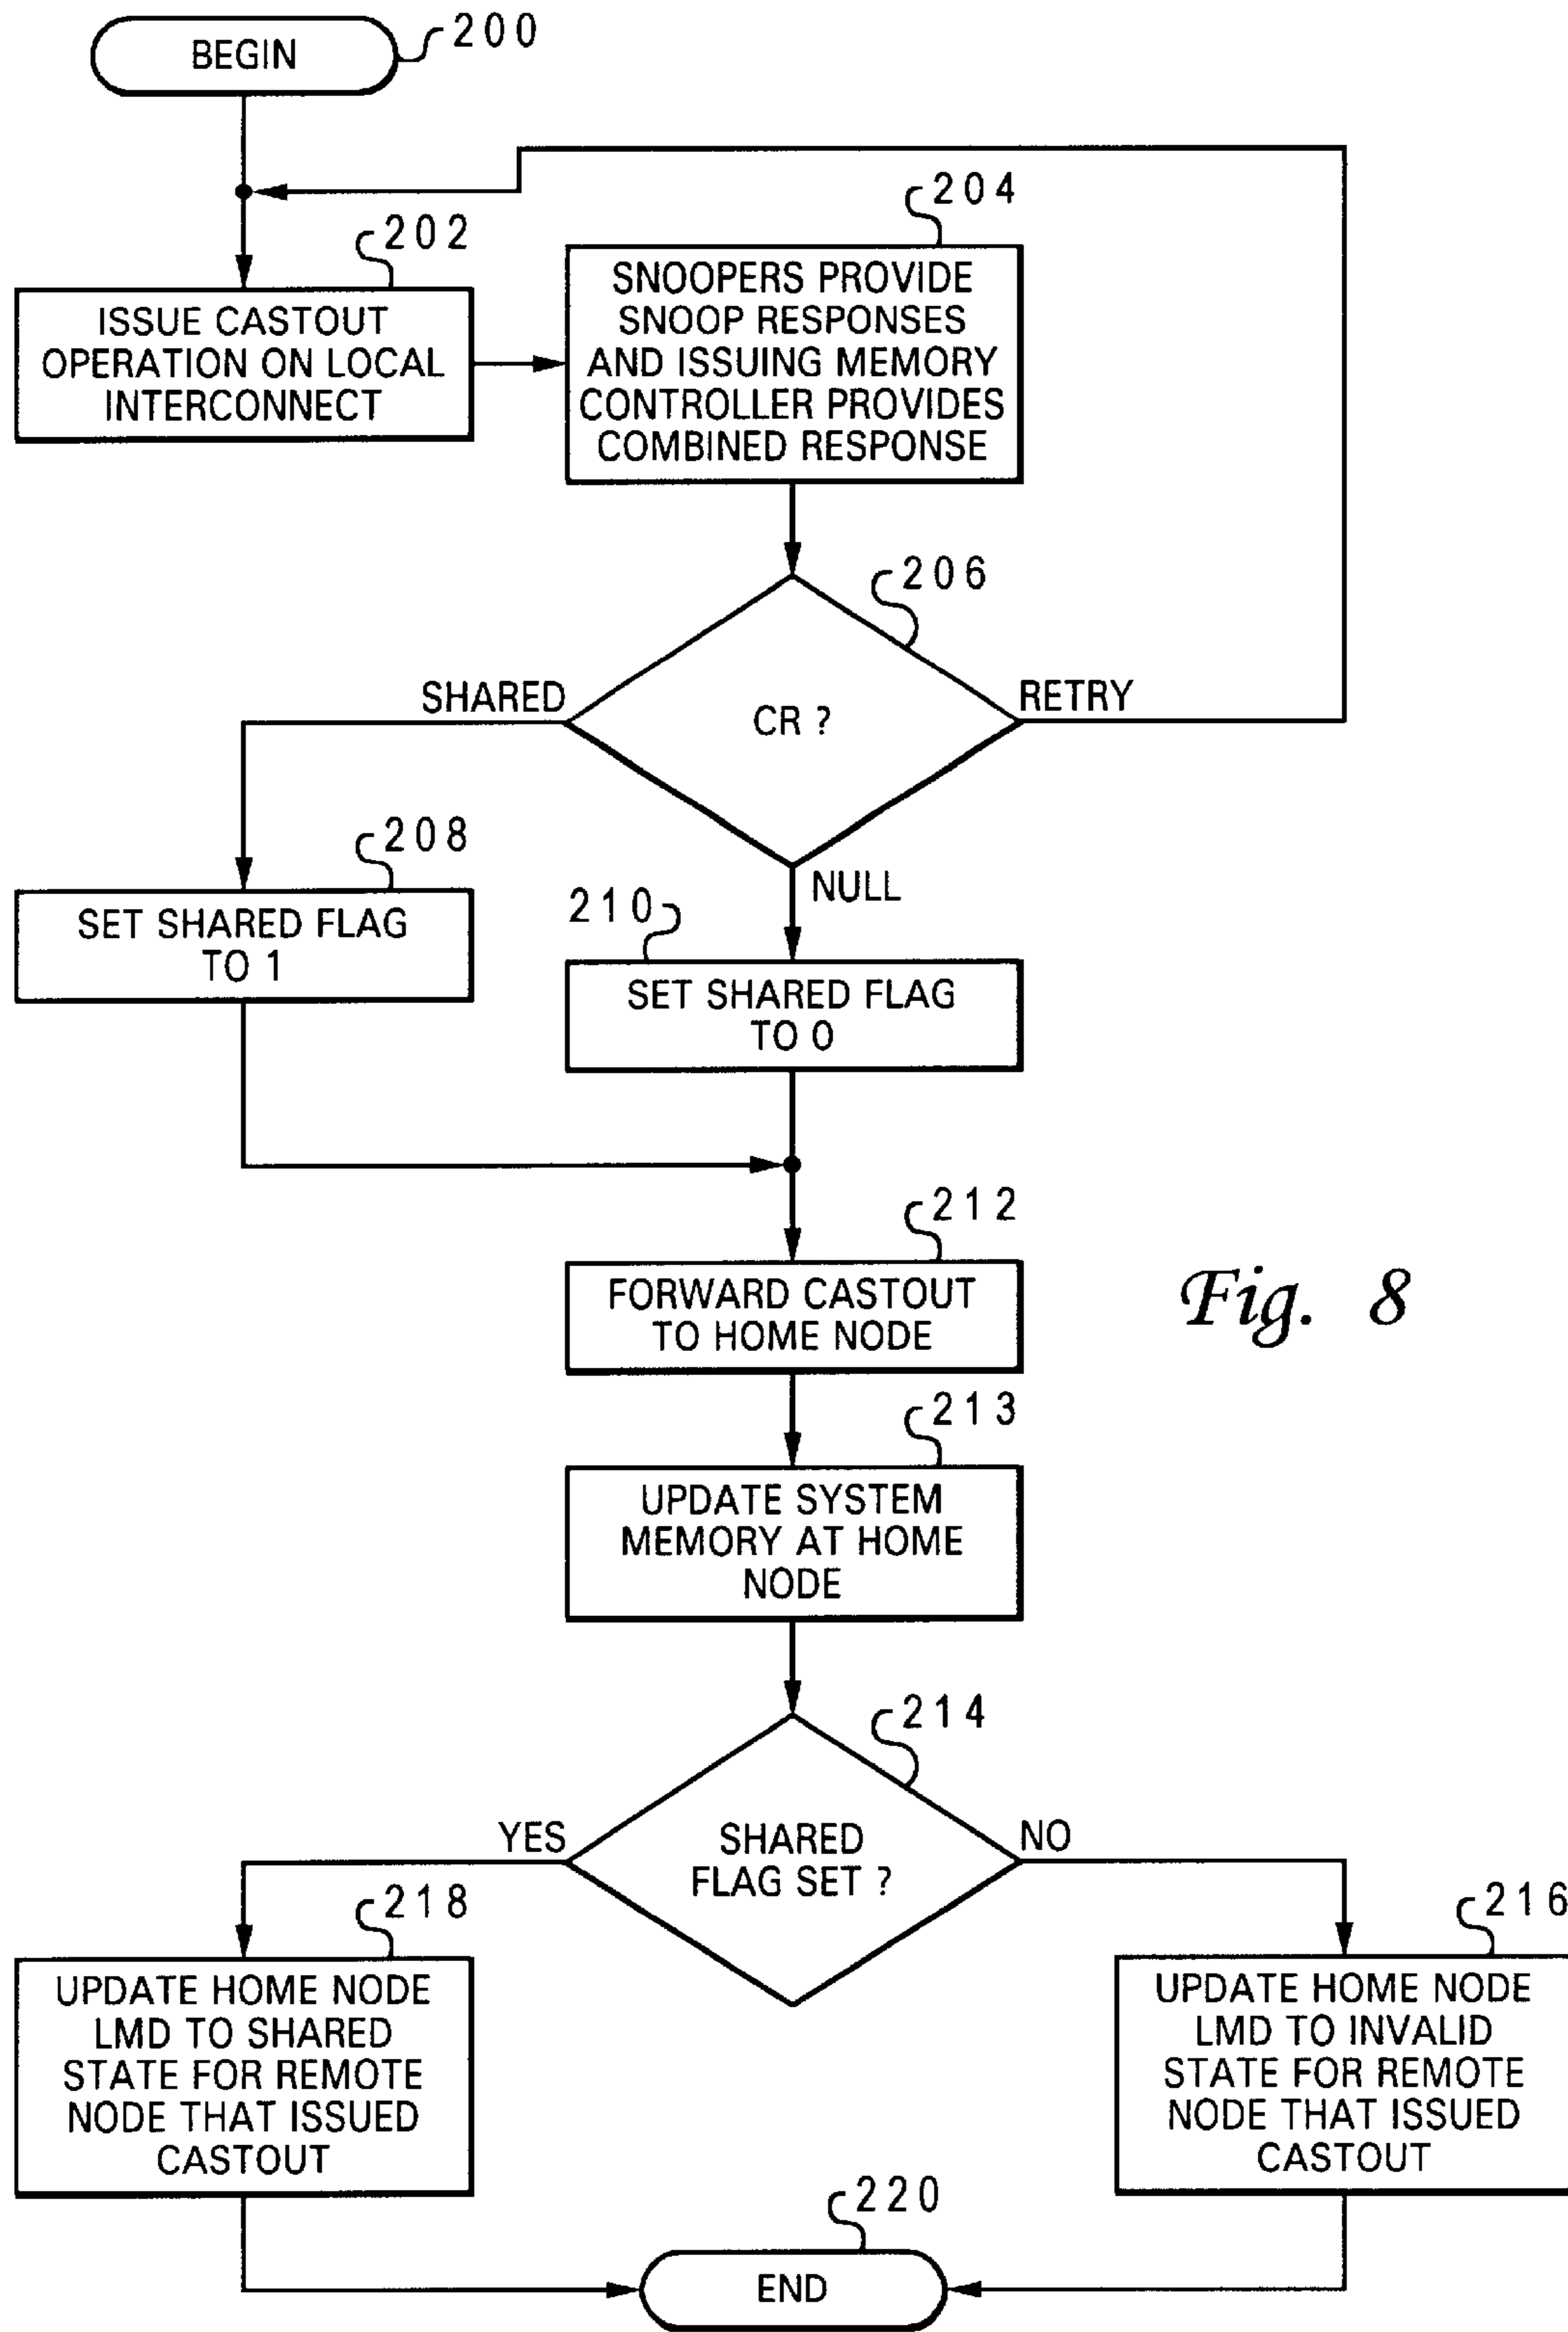 BEGIN
200
202
ISSUE CASTOUT
OPERATION ON LOCAL
INTERCONNECT
204
SNOOPERS PROVIDE
SNOOP RESPONSES
AND ISSUING MEMORY
CONTROLLER PROVIDES
COMBINED RESPONSE
206
CR ?
SHARED
RETRY
NULL
208
SET SHARED FLAG
TO 1
210
SET SHARED FLAG
TO 0
212
FORWARD CASTOUT
TO HOME NODE
Fig. 8
213
UPDATE SYSTEM
MEMORY AT HOME
NODE
214
SHARED
FLAG SET ?
YES
NO
218
UPDATE HOME NODE
LMD TO SHARED
STATE FOR REMOTE
NODE THAT ISSUED
CASTOUT
216
UPDATE HOME NODE
LMD TO INVALID
STATE FOR REMOTE
NODE THAT ISSUED
CASTOUT
220
END